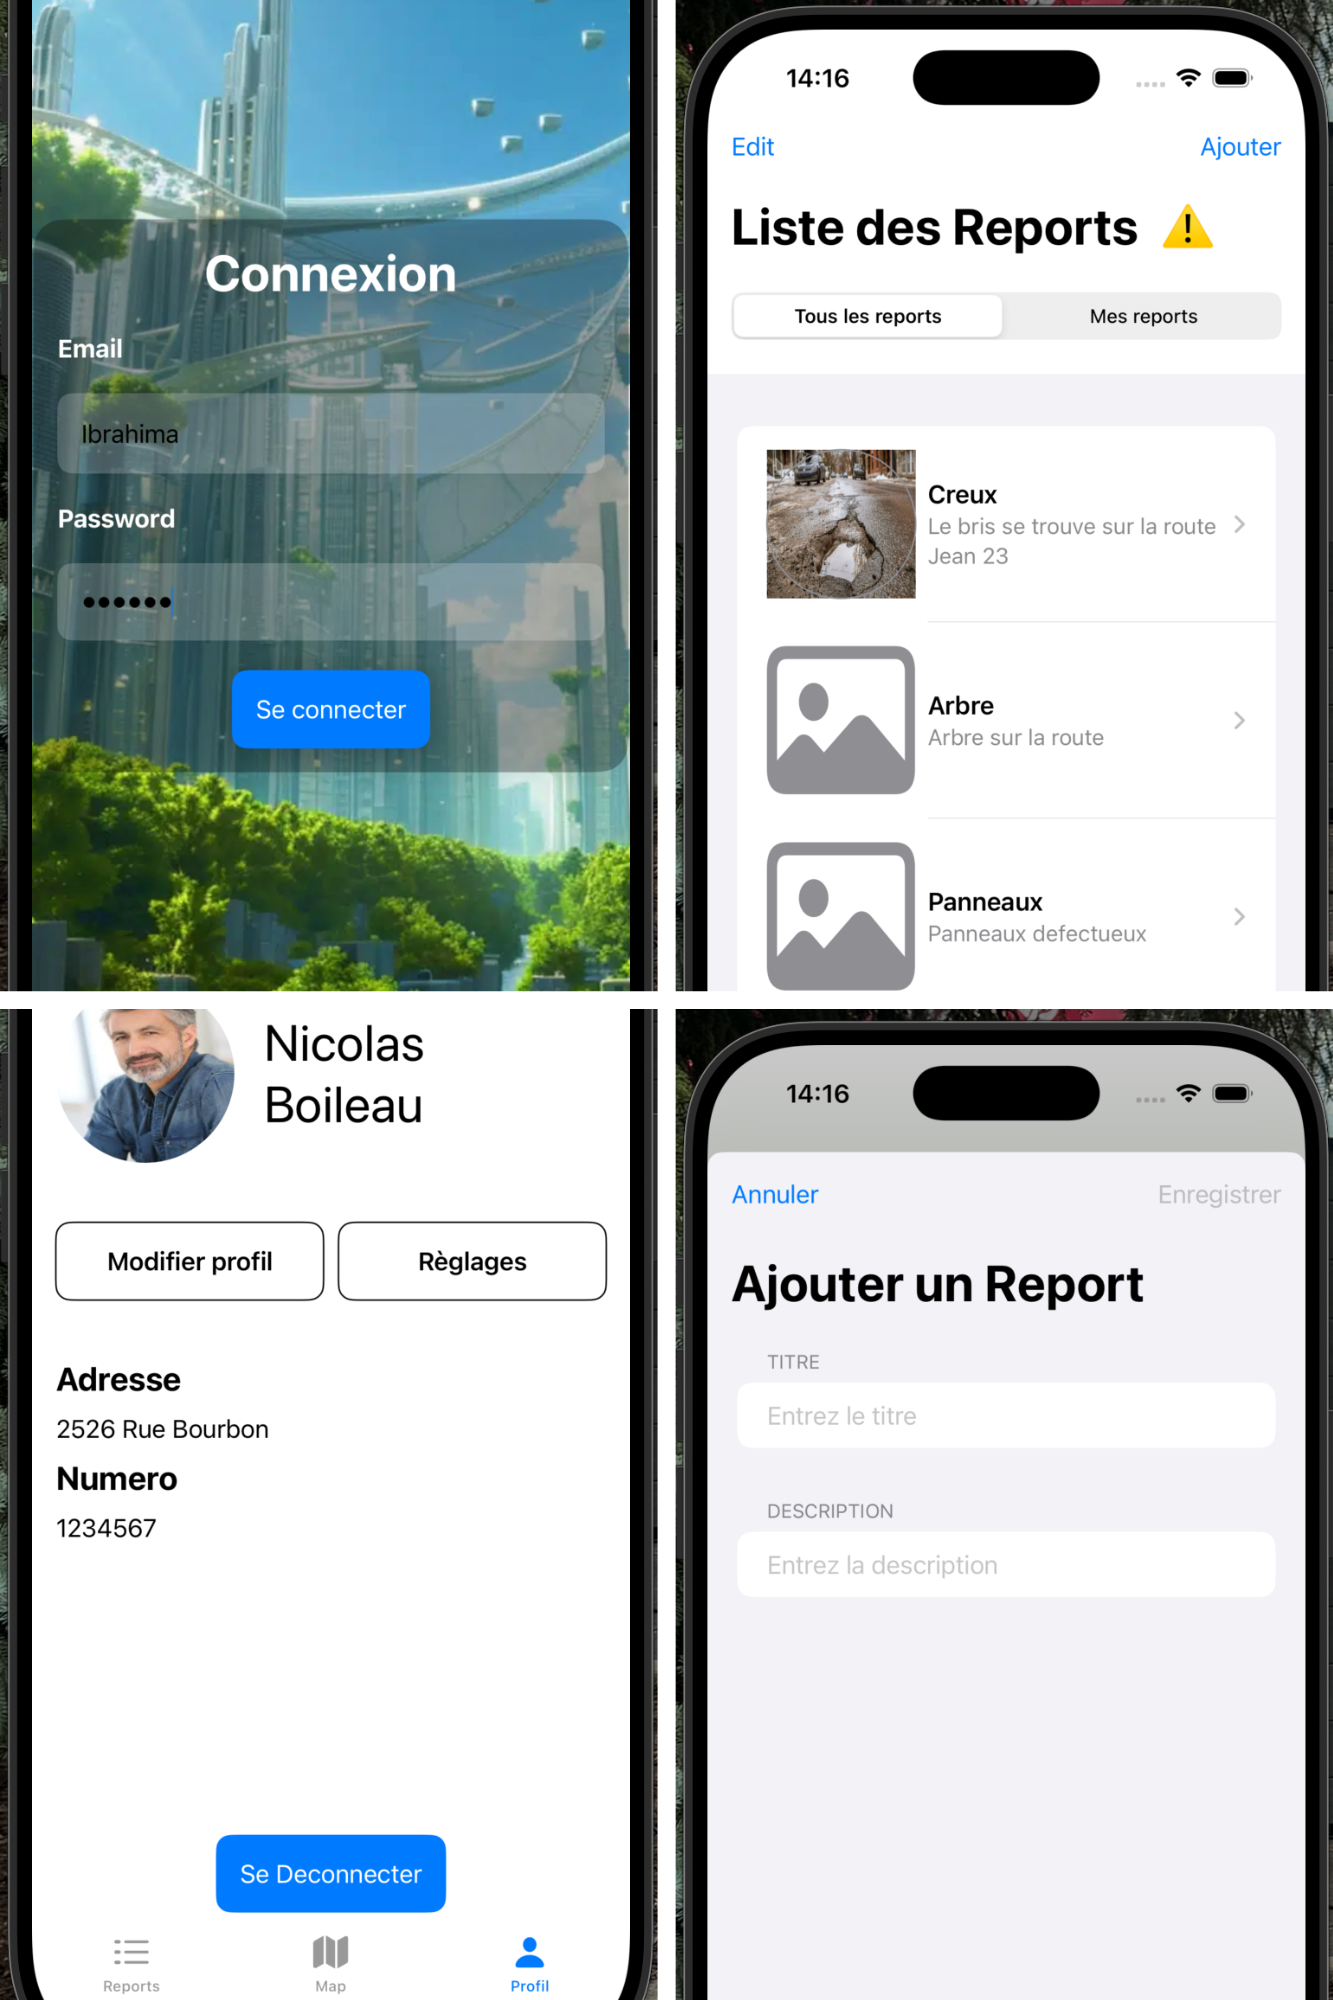 Connexion
Email
Ibrahima
Password
Se connecter
14:16
Edit
Ajouter
Liste des Reports ⚠️
Tous les reports
Mes reports
Creux
Le bris se trouve sur la route
Jean 23
Arbre
Arbre sur la route
Panneaux
Panneaux defectueux
Nicolas
Boileau
Modifier profil
Règlages
Adresse
2526 Rue Bourbon
Numero
1234567
Se Deconnecter
Reports
Map
Profil
14:16
Annuler
Enregistrer
Ajouter un Report
TITRE
Entrez le titre
DESCRIPTION
Entrez la description